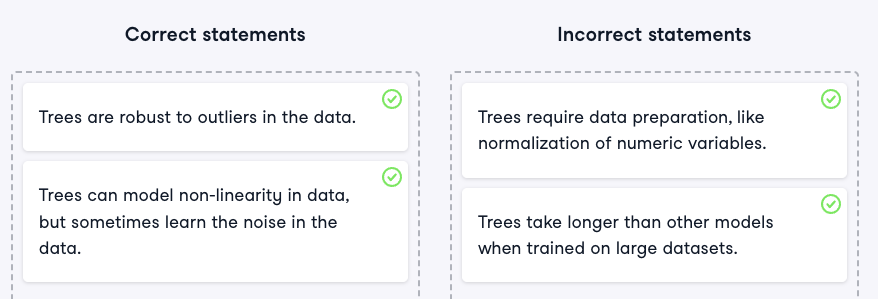 Correct statements
Incorrect statements
Trees are robust to outliers in the data.
Trees can model non-linearity in data,
but sometimes learn the noise in the
data.
Trees require data preparation, like
normalization of numeric variables.
Trees take longer than other models
when trained on large datasets.